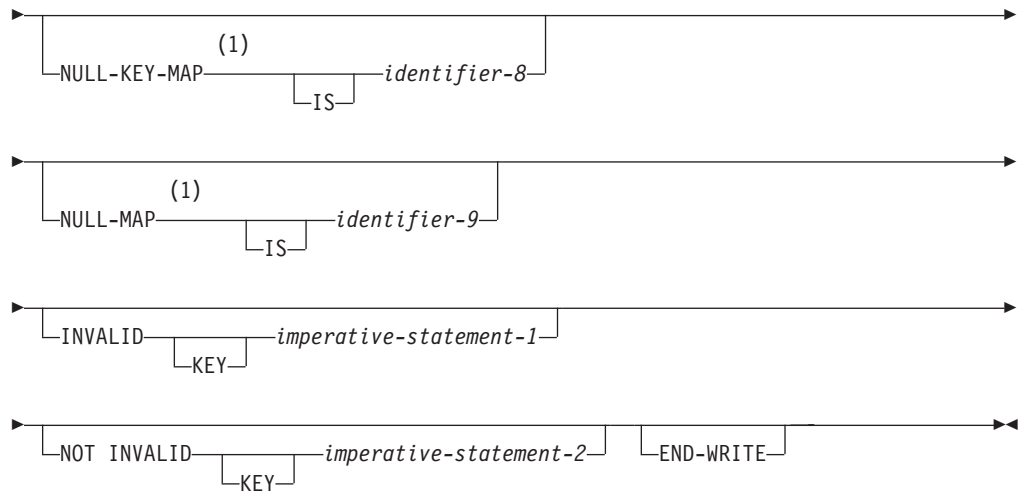 (1)
NULL-KEY-MAP identifier-8
IS
(1)
NULL-MAP identifier-9
IS
INVALID imperative-statement-1
KEY
NOT INVALID imperative-statement-2 END-WRITE
KEY